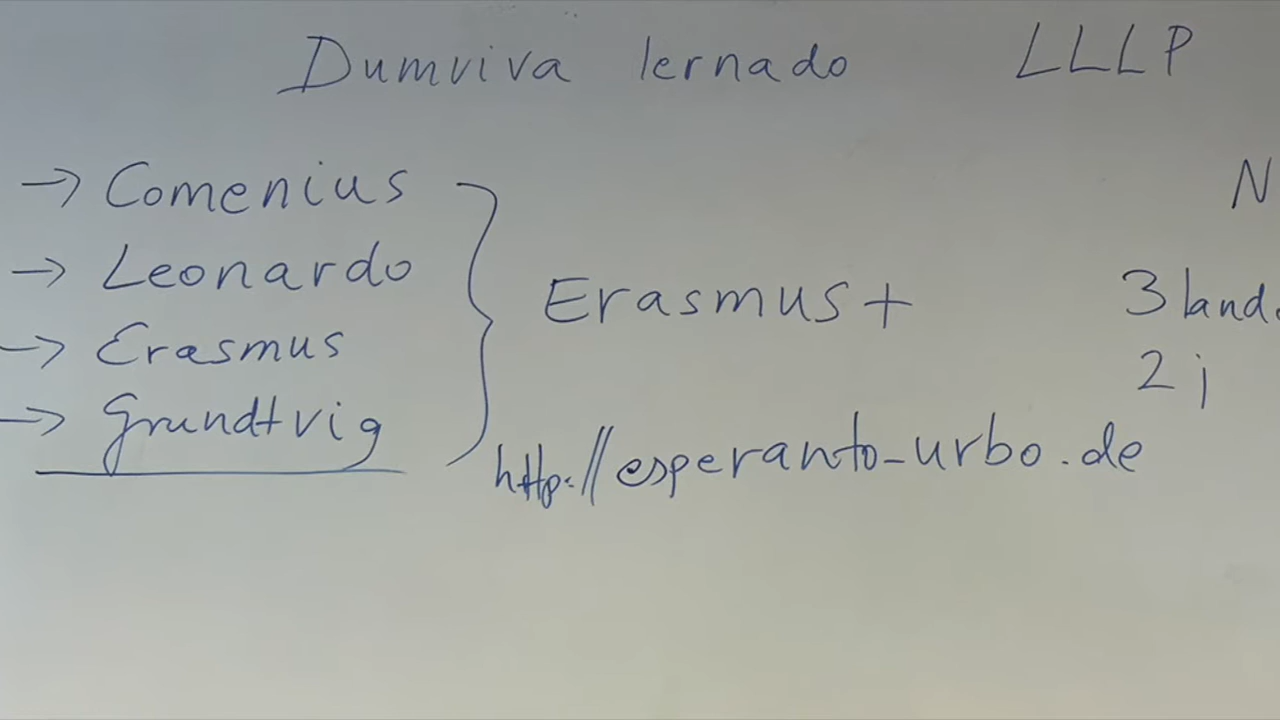 Dumviva lernado LLLP
→ Comenius
→ Leonardo
→ Erasmus
→ Grundtvig
Erasmus+
http://esperanto-urbo.de
N
3 land
2 j